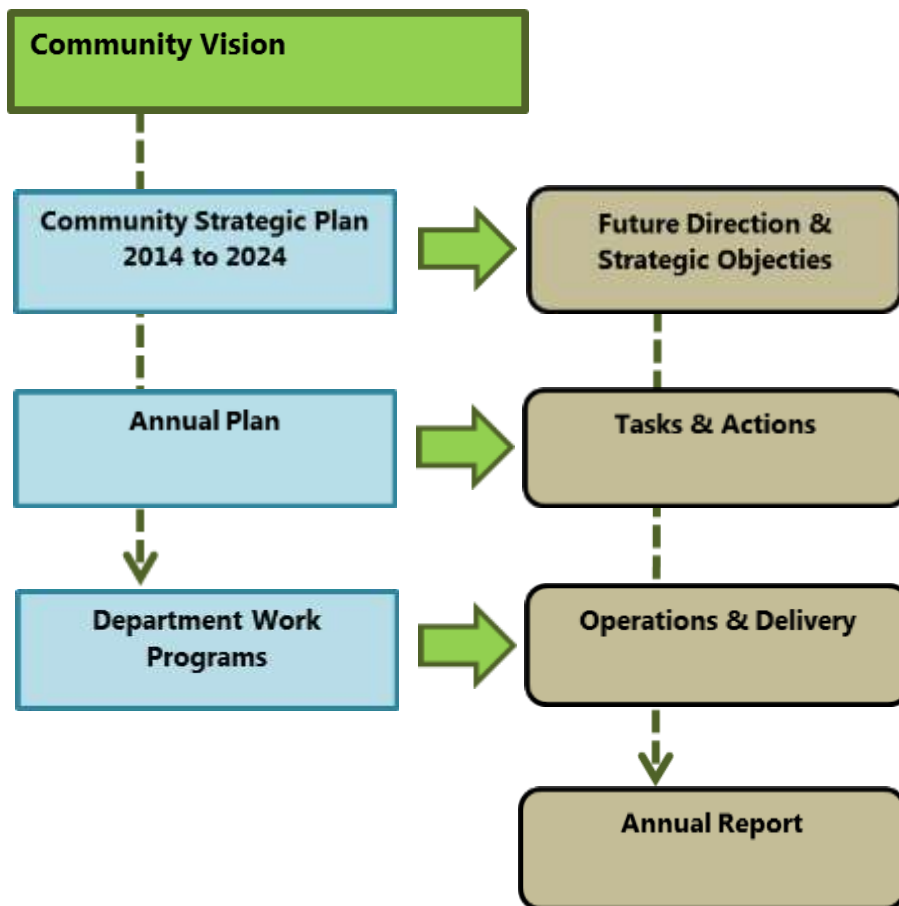 Community Vision
Community Strategic Plan
2014 to 2024
Future Direction &
Strategic Objecties
Annual Plan
Tasks & Actions
Department Work
Programs
Operations & Delivery
Annual Report